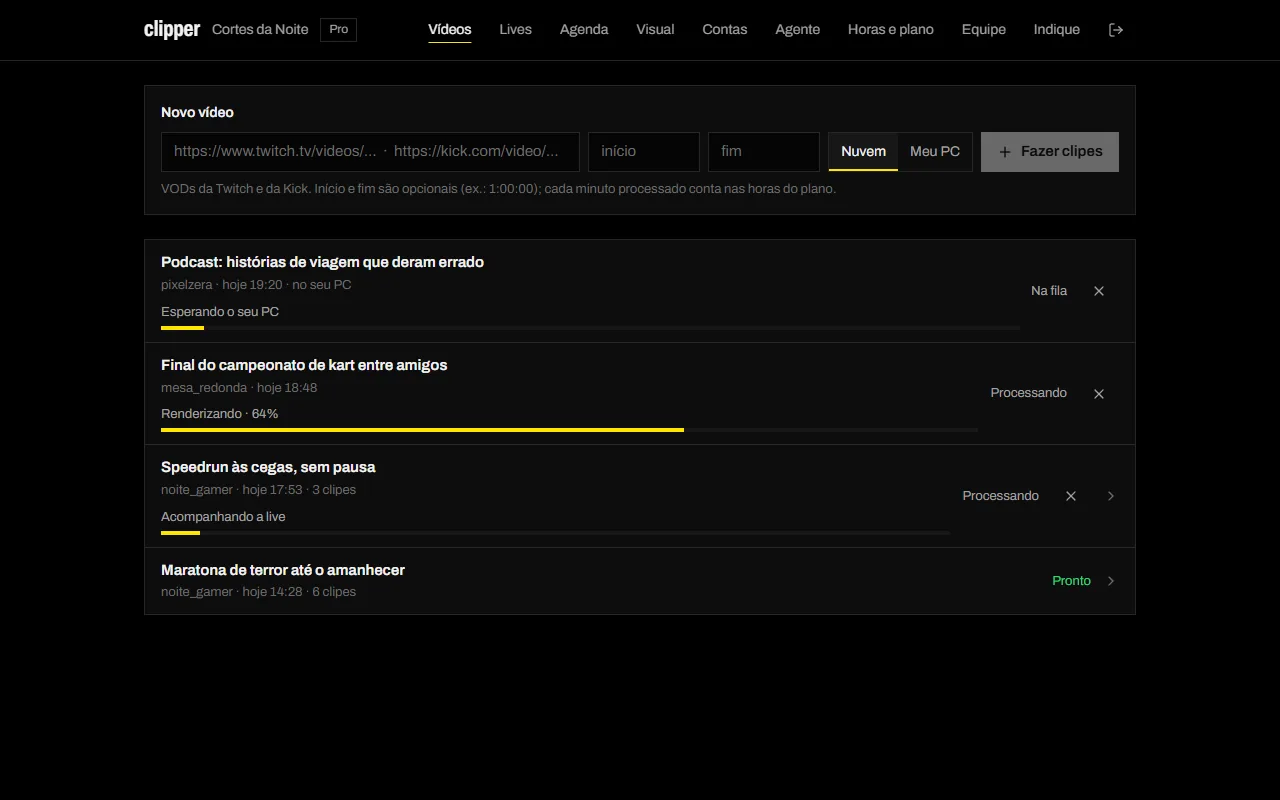 clipper Cortes da Noite Pro Vídeos Lives Agenda Visual Contas Agente Horas e plano Equipe Indique
Novo vídeo
https://www.twitch.tv/videos/... · https://kick.com/video/... início fim Nuvem Meu PC + Fazer clipes
VODs da Twitch e da Kick. Início e fim são opcionais (ex.: 1:00:00); cada minuto processado conta nas horas do plano.
Podcast: histórias de viagem que deram errado
pixelzera · hoje 19:20 · no seu PC
Na fila
Esperando o seu PC
Final do campeonato de kart entre amigos
mesa_redonda · hoje 18:48
Processando
Renderizando · 64%
Speedrun às cegas, sem pausa
noite_gamer · hoje 17:53 · 3 clipes
Processando
Acompanhando a live
Maratona de terror até o amanhecer
noite_gamer · hoje 14:28 · 6 clipes
Pronto